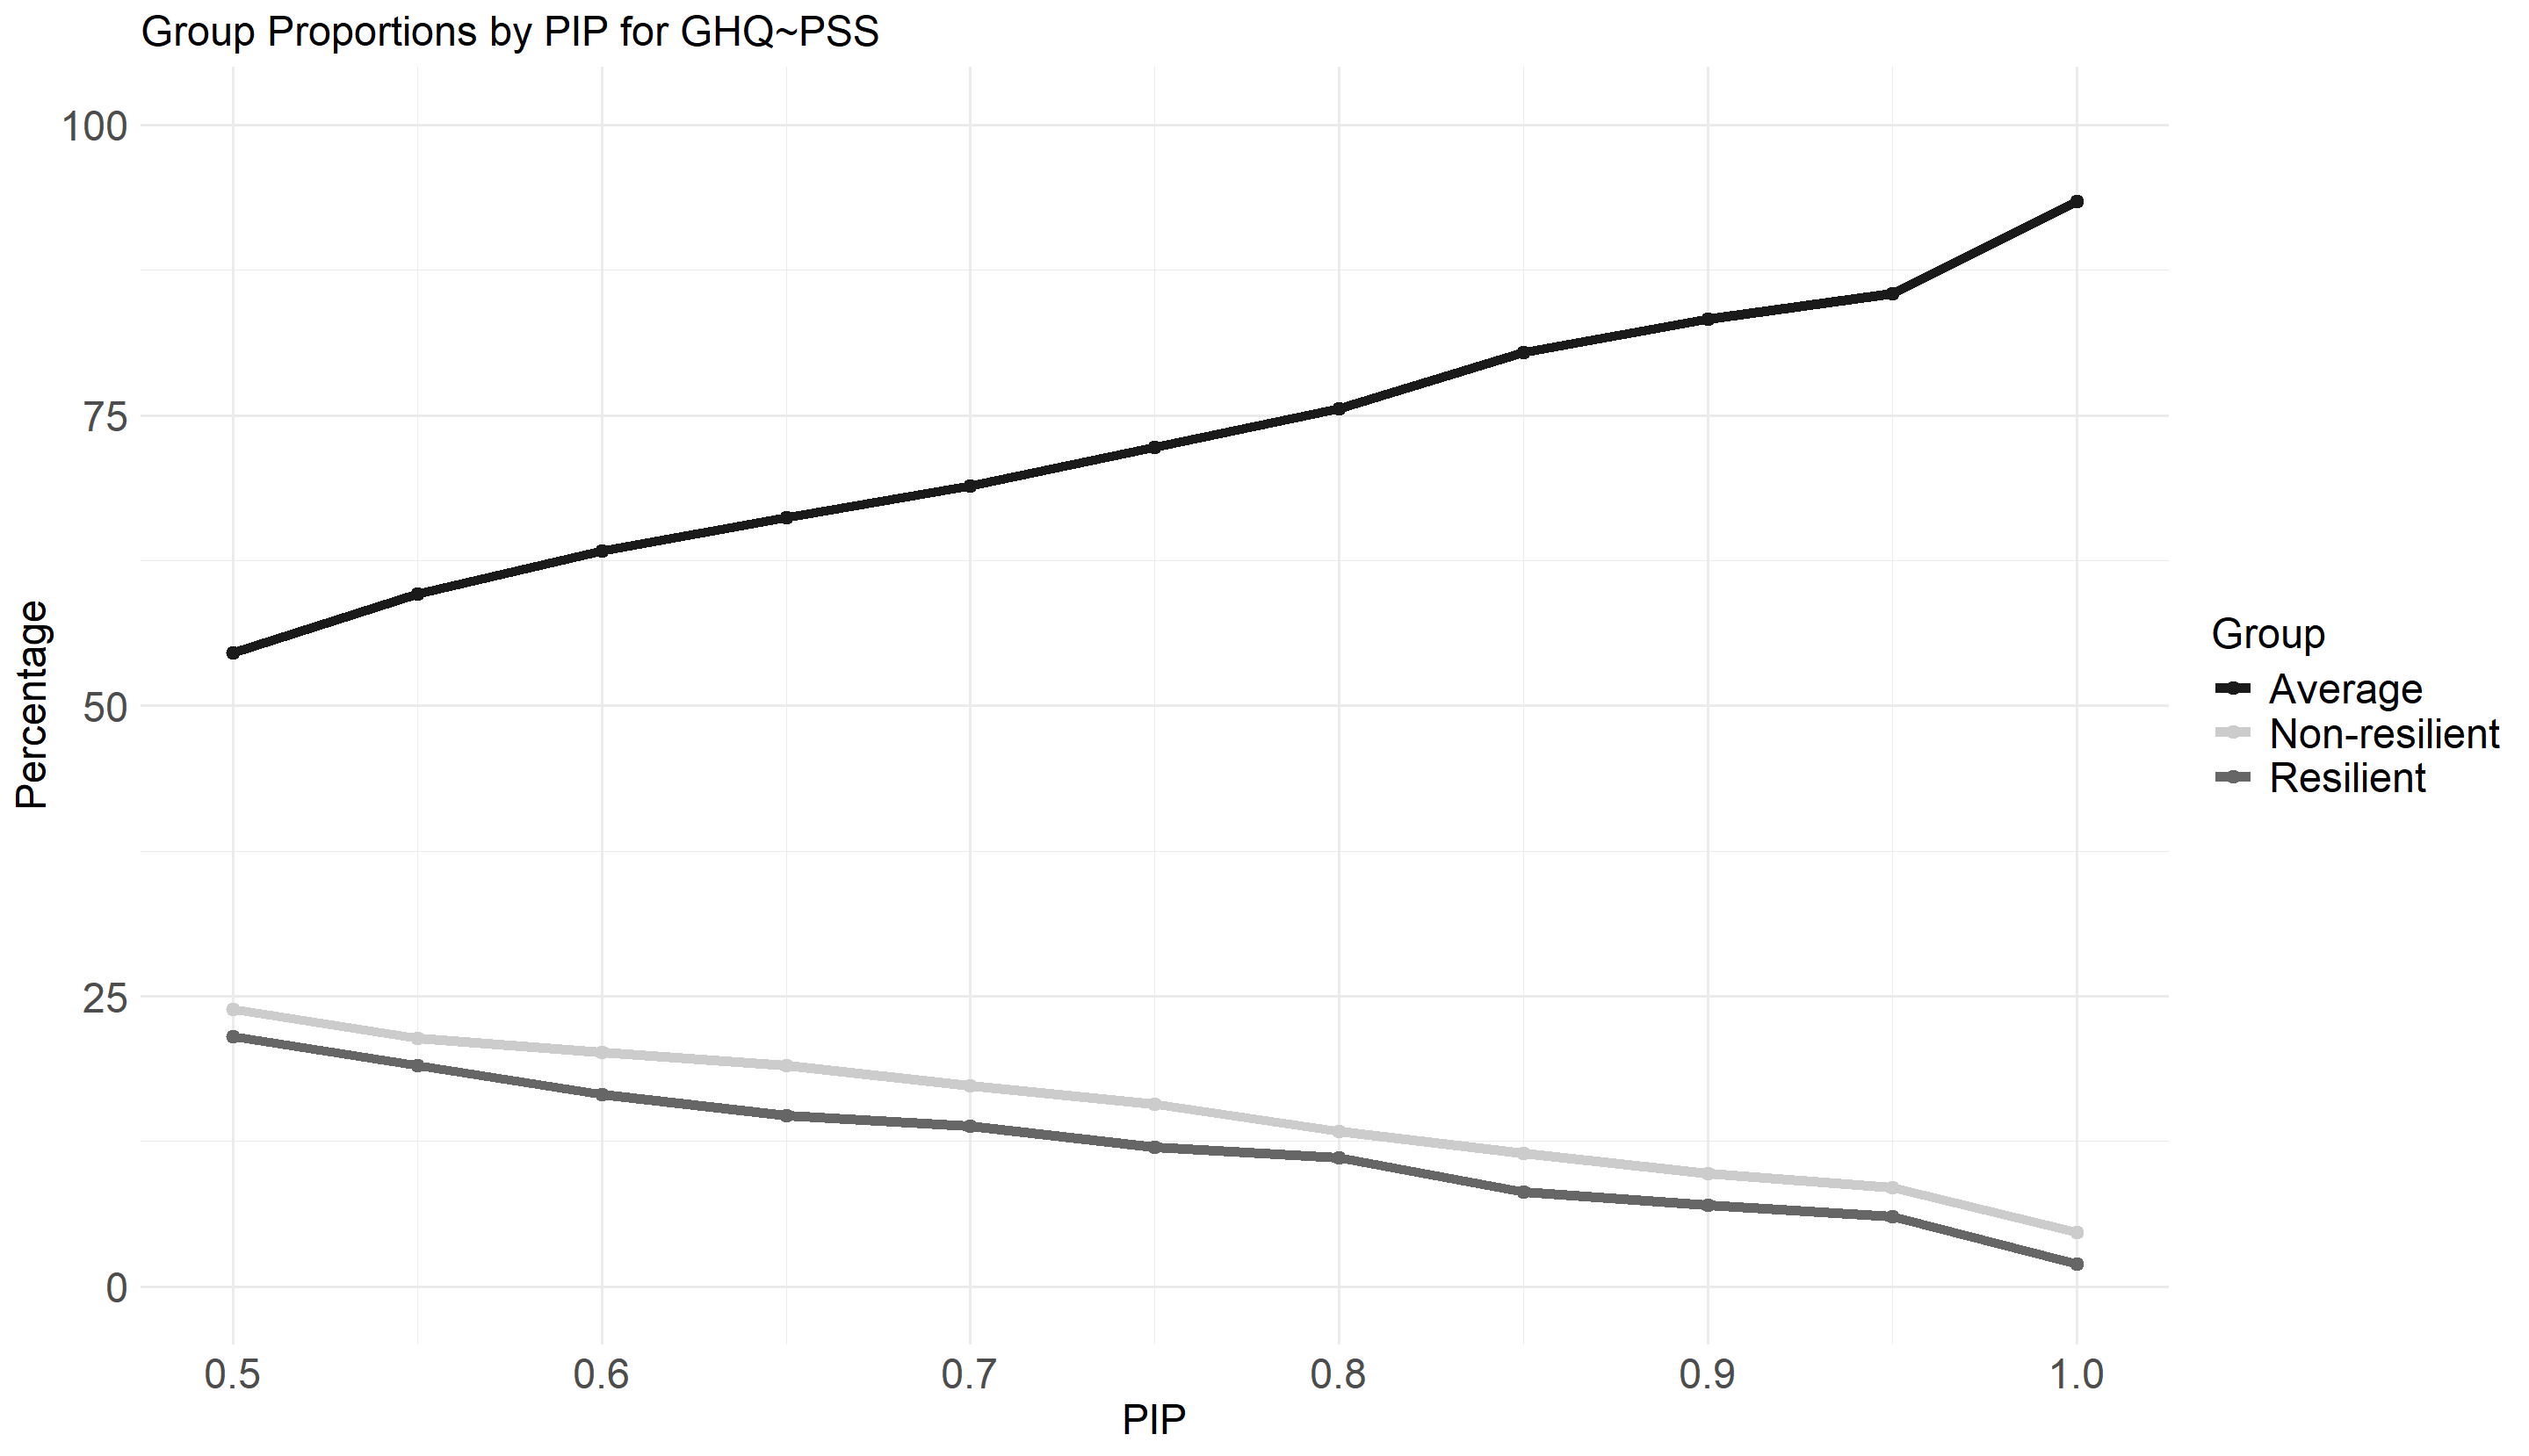 Group Proportions by PIP for GHQ~PSS
100
75
50
25
0
Percentage
0.5 0.6 0.7 0.8 0.9 1.0
PIP
Group
Average
Non-resilient
Resilient